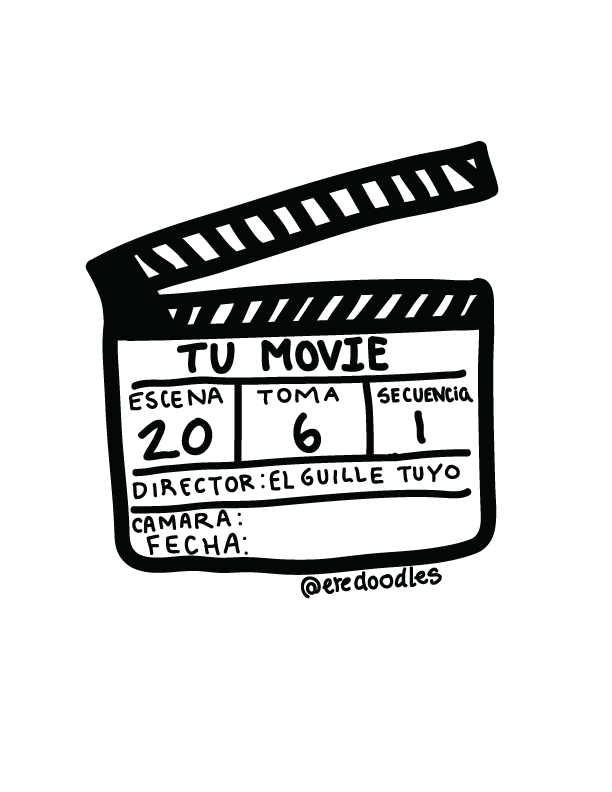 TU MOVIE
ESCENA TOMA SECUENCIA
20 6 1
DIRECTOR: EL GUILLE TUYO
CAMARA:
FECHA:
@eredoodles